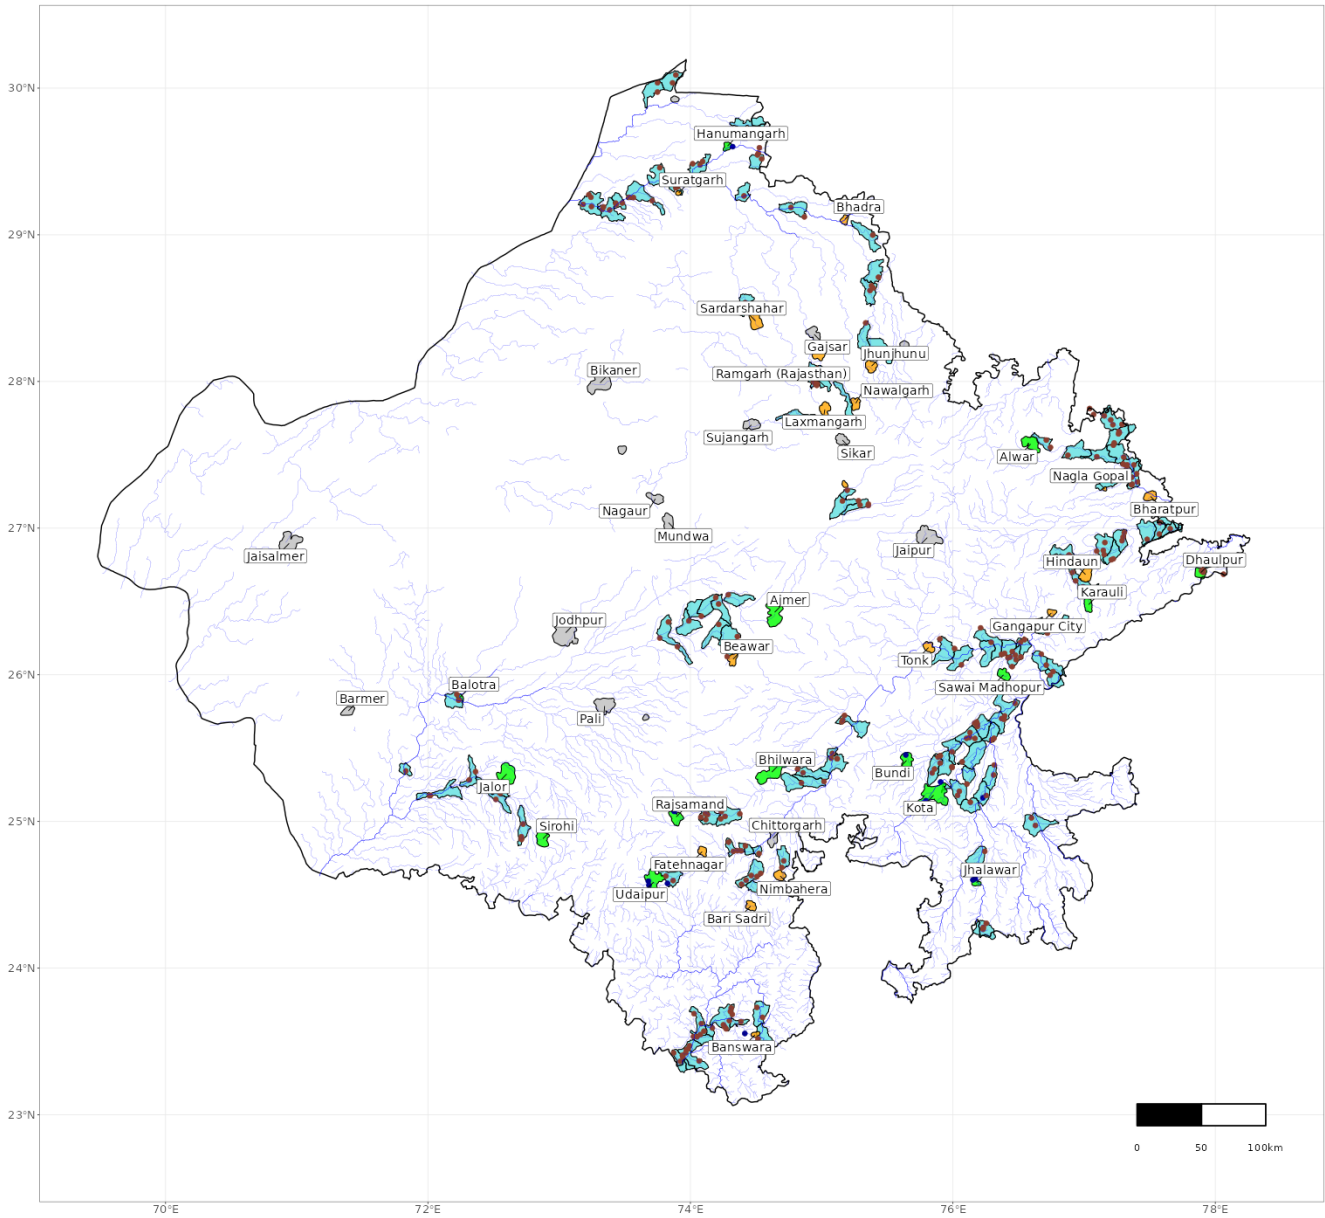 30°N
Hanumangarh
Suratgarh
Bhadra
29°N
Sardarshahar
Gajsar
Jhunjhunu
Bikaner
Ramgarh (Rajasthan)
28°N
Nawalgarh
Laxmangarh
Sujangarh
Sikar
Alwar
Nagla Gopal
Nagaur
Bharatpur
27°N
Mundwa
Jaipur
Jaisalmer
Hindaun
Dhaulpur
Karauli
Ajmer
Jodhpur
Gangapur City
Beawar
Tonk
26°N
Balotra
Sawai Madhopur
Barmer
Pali
Bhilwara
Bundi
Jalor
Kota
Rajsamand
25°N
Sirohi
Chittorgarh
Fatehnagar
Jhalawar
Udaipur
Nimbahera
Bari Sadri
24°N
Banswara
23°N
0 50 100km
70°E 72°E 74°E 76°E 78°E